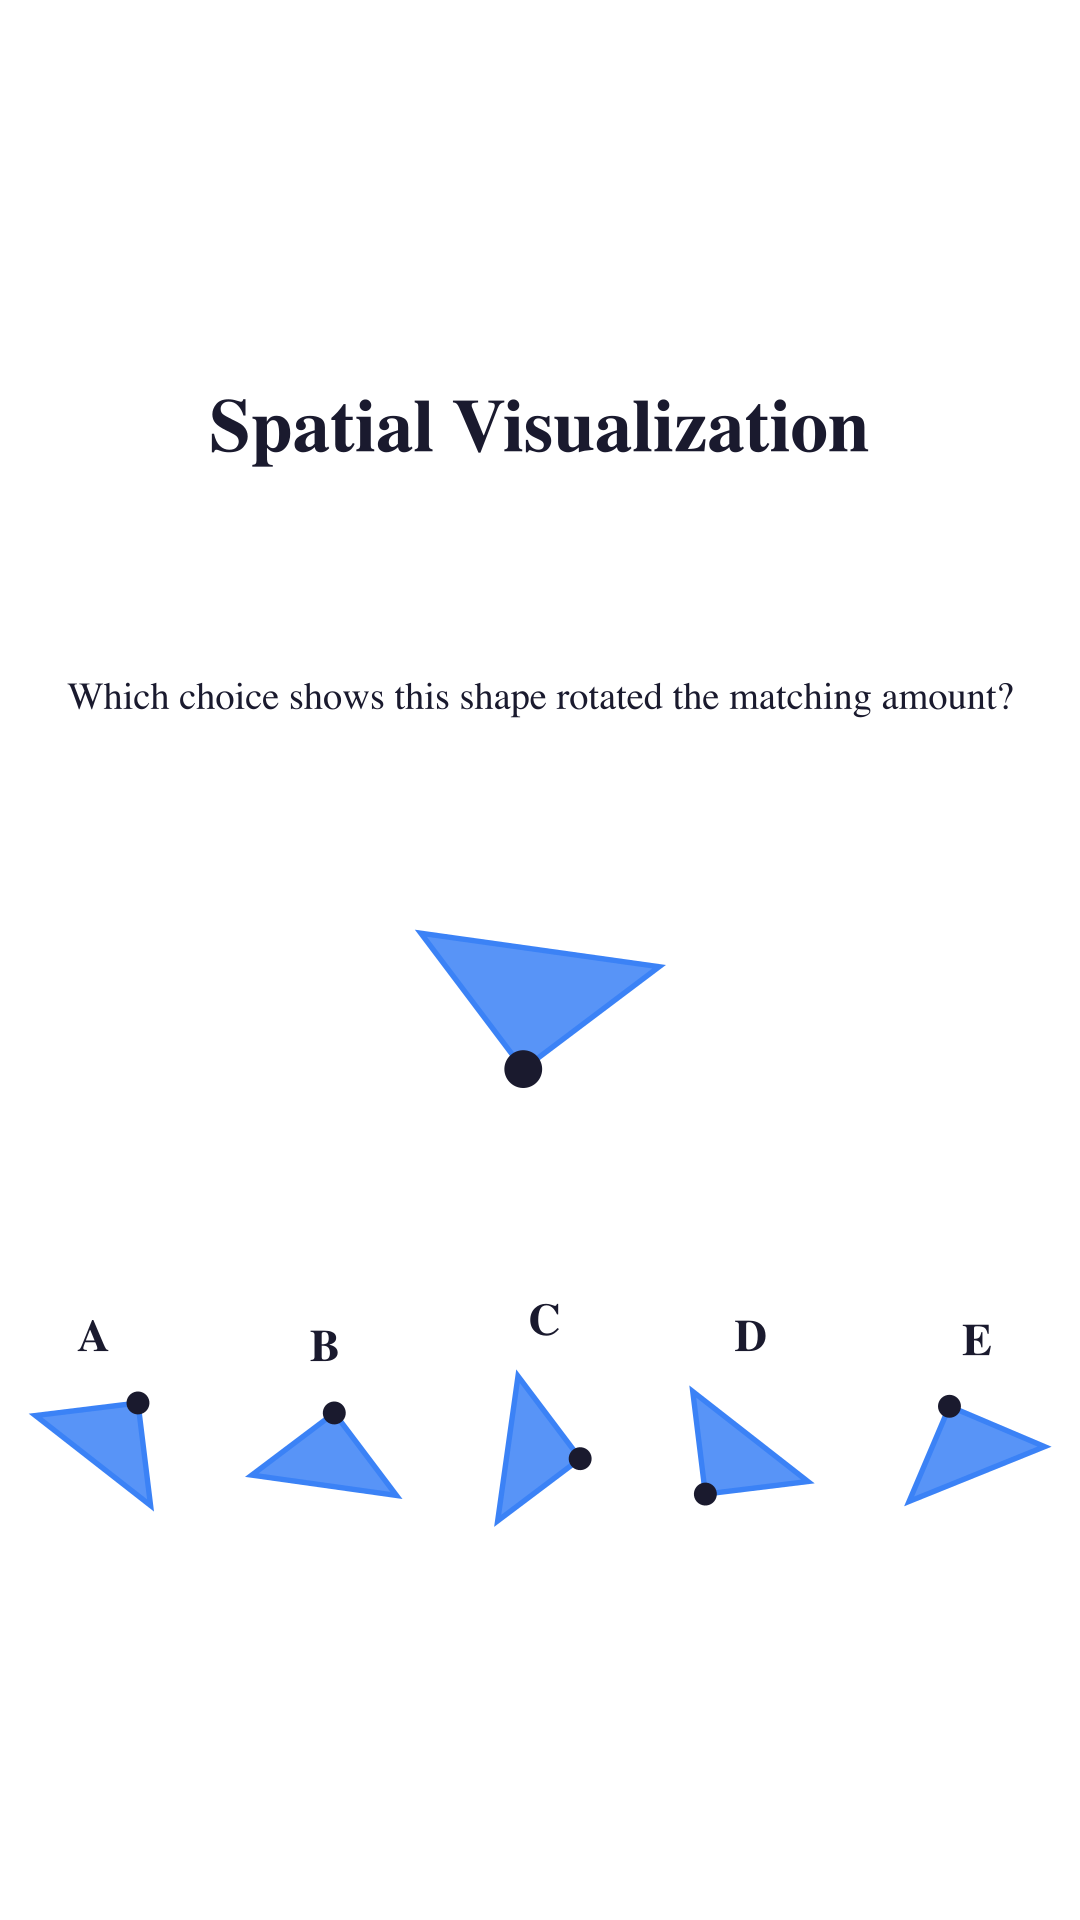 Spatial Visualization
Which choice shows this shape rotated the matching amount?
A
B
C
D
E